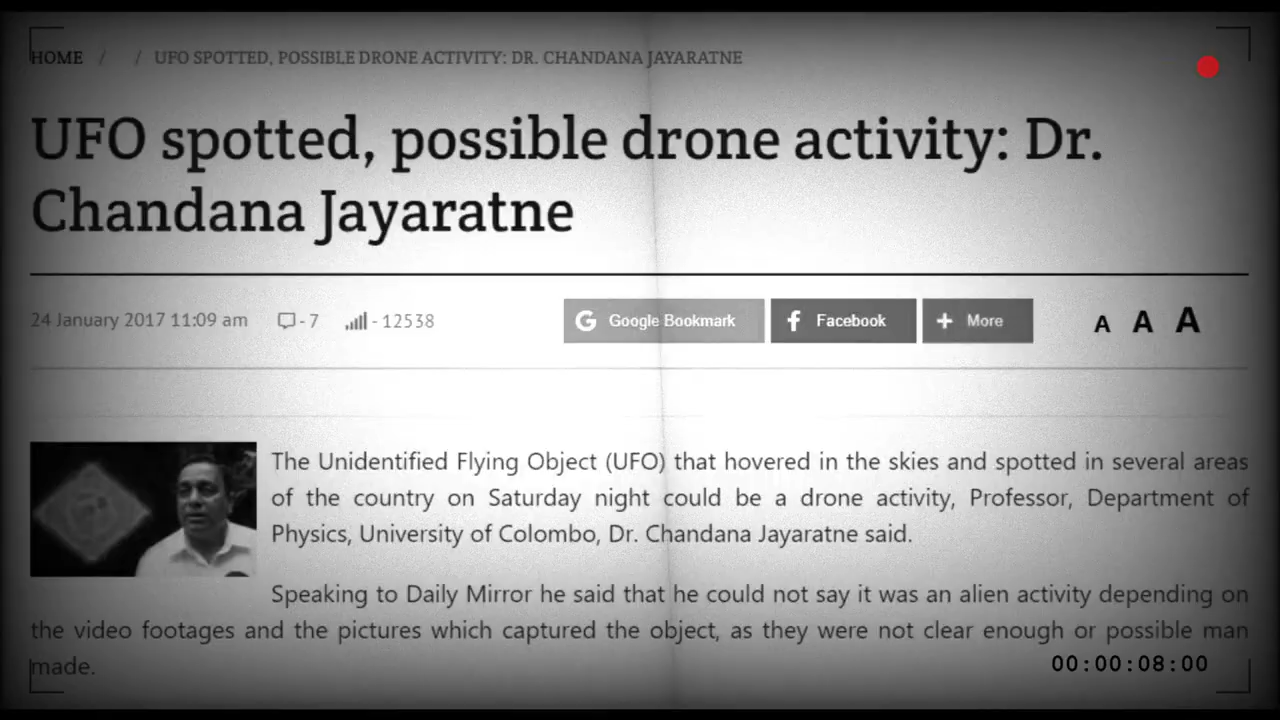 HOME / / UFO SPOTTED, POSSIBLE DRONE ACTIVITY: DR. CHANDANA JAYARATNE
UFO spotted, possible drone activity: Dr.
Chandana Jayaratne
24 January 2017 11:09 am - 7 - 12538 Google Bookmark Facebook + More A A A
The Unidentified Flying Object (UFO) that hovered in the skies and spotted in several areas
of the country on Saturday night could be a drone activity, Professor, Department of
Physics, University of Colombo, Dr. Chandana Jayaratne said.
Speaking to Daily Mirror he said that he could not say it was an alien activity depending on
the video footages and the pictures which captured the object, as they were not clear enough or possible man
made.
00:00:08:00